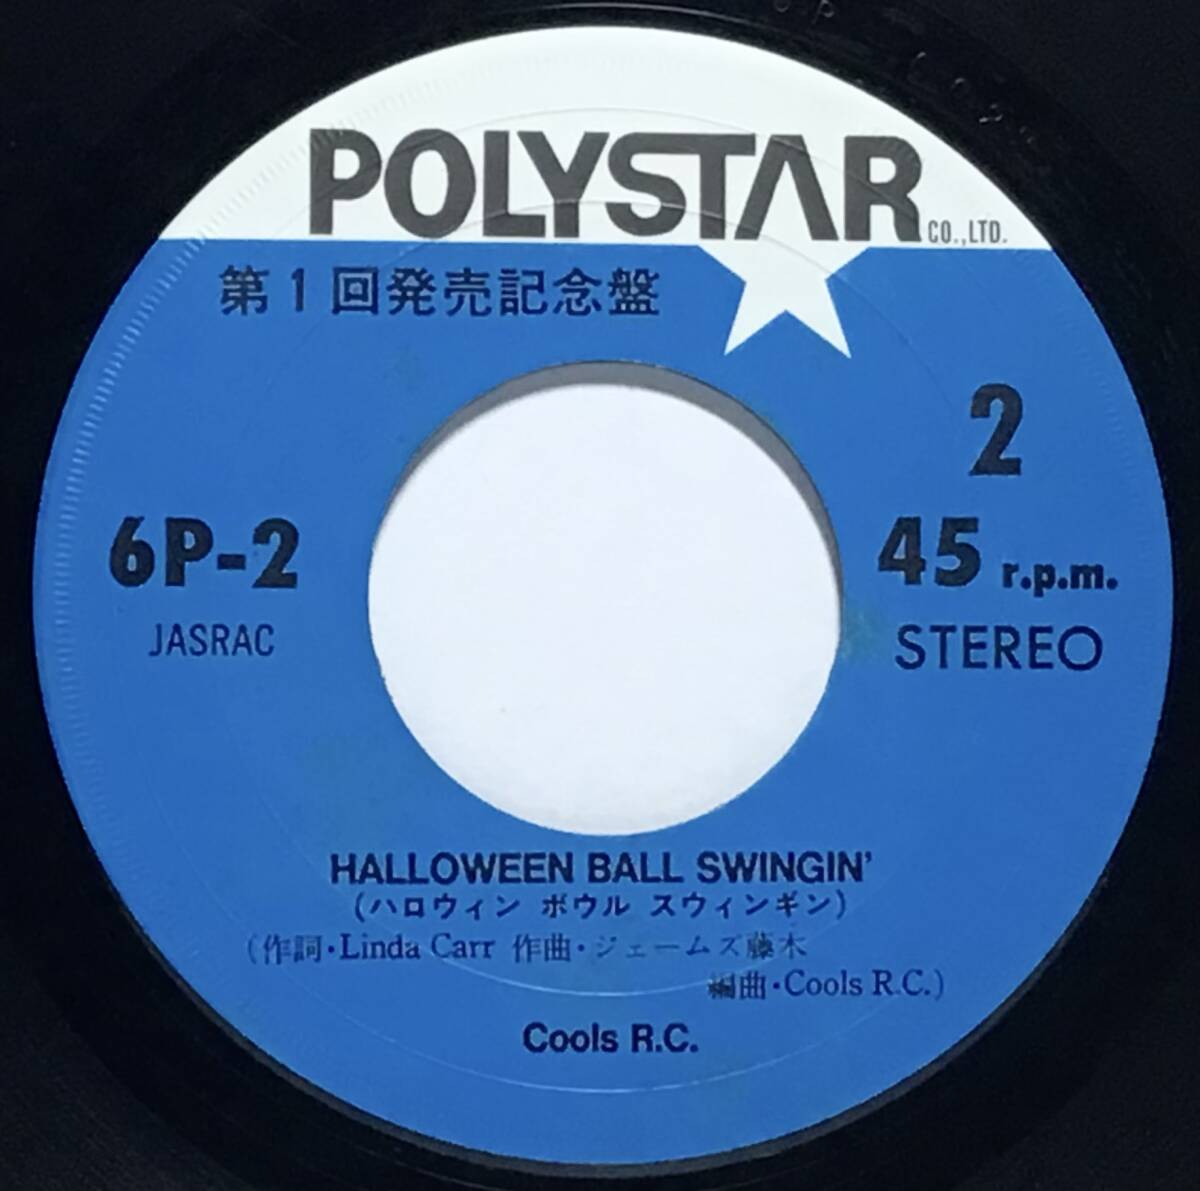 POLYSTAR CO.,LTD.
第1回発売記念盤
2
6P-2
45 r.p.m.
JASRAC
STEREO
HALLOWEEN BALL SWINGIN'
(ハロウィン ボウル スウィンギン)
(作詞・Linda Carr 作曲・ジェームズ藤木
編曲・Cools R.C.)
Cools R.C.